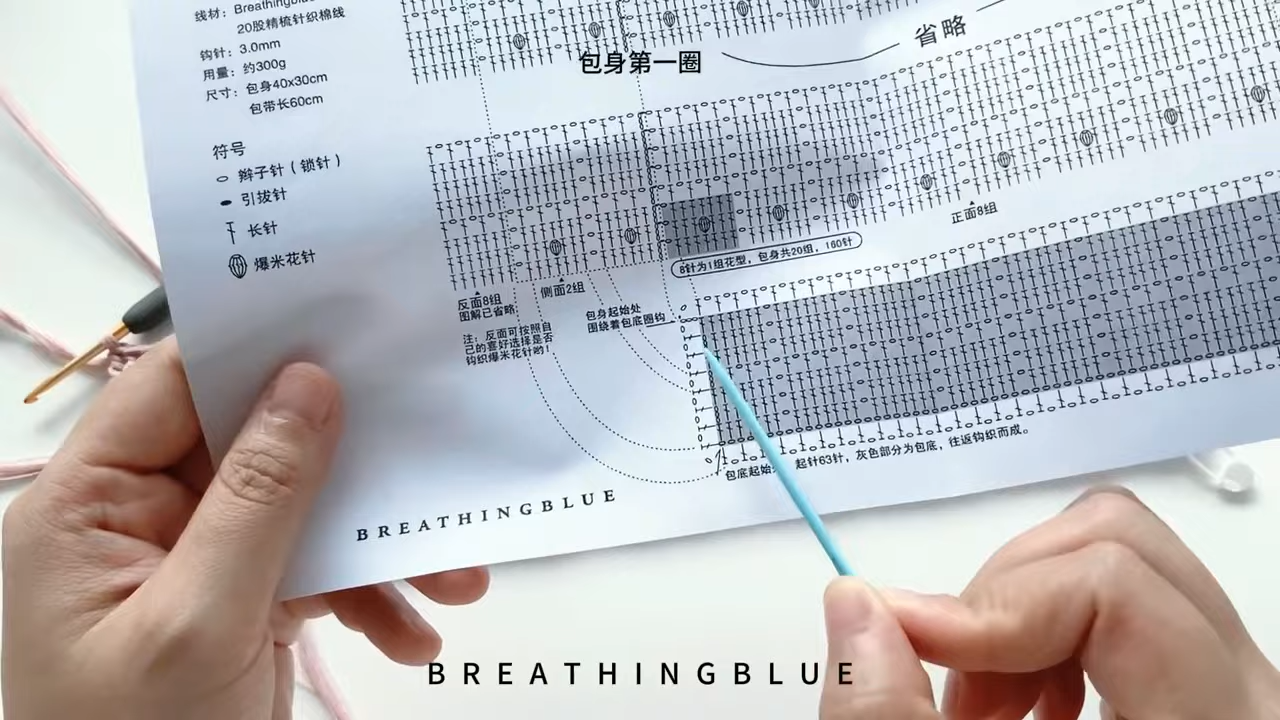 线材：Breathingblue
20股精梳针织棉线
钩针：3.0mm
用量：约300g
尺寸：包身40x30cm
包带长60cm
包身第一圈
省略
符号
辫子针（锁针）
引拔针
长针
爆米花针
正面8组
8针为1组花型，包身共20组，160针
反面8组
图解已省略
侧面2组
包身起始处
围绕着包底圈钩
注：反面可按照自
己的喜好选择是否
钩织爆米花针哟！
包底起始 起针63针，灰色部分为包底，往返钩织而成。
BREATHINGBLUE
BREATHINGBLUE